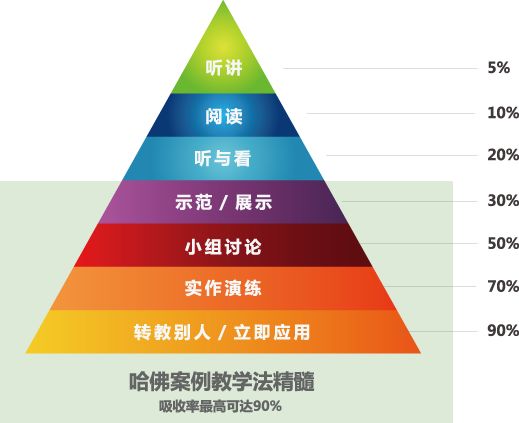 听讲 5%
阅读 10%
听与看 20%
示范 / 展示 30%
小组讨论 50%
实作演练 70%
转教别人 / 立即应用 90%
哈佛案例教学法精髓
吸收率最高可达90%